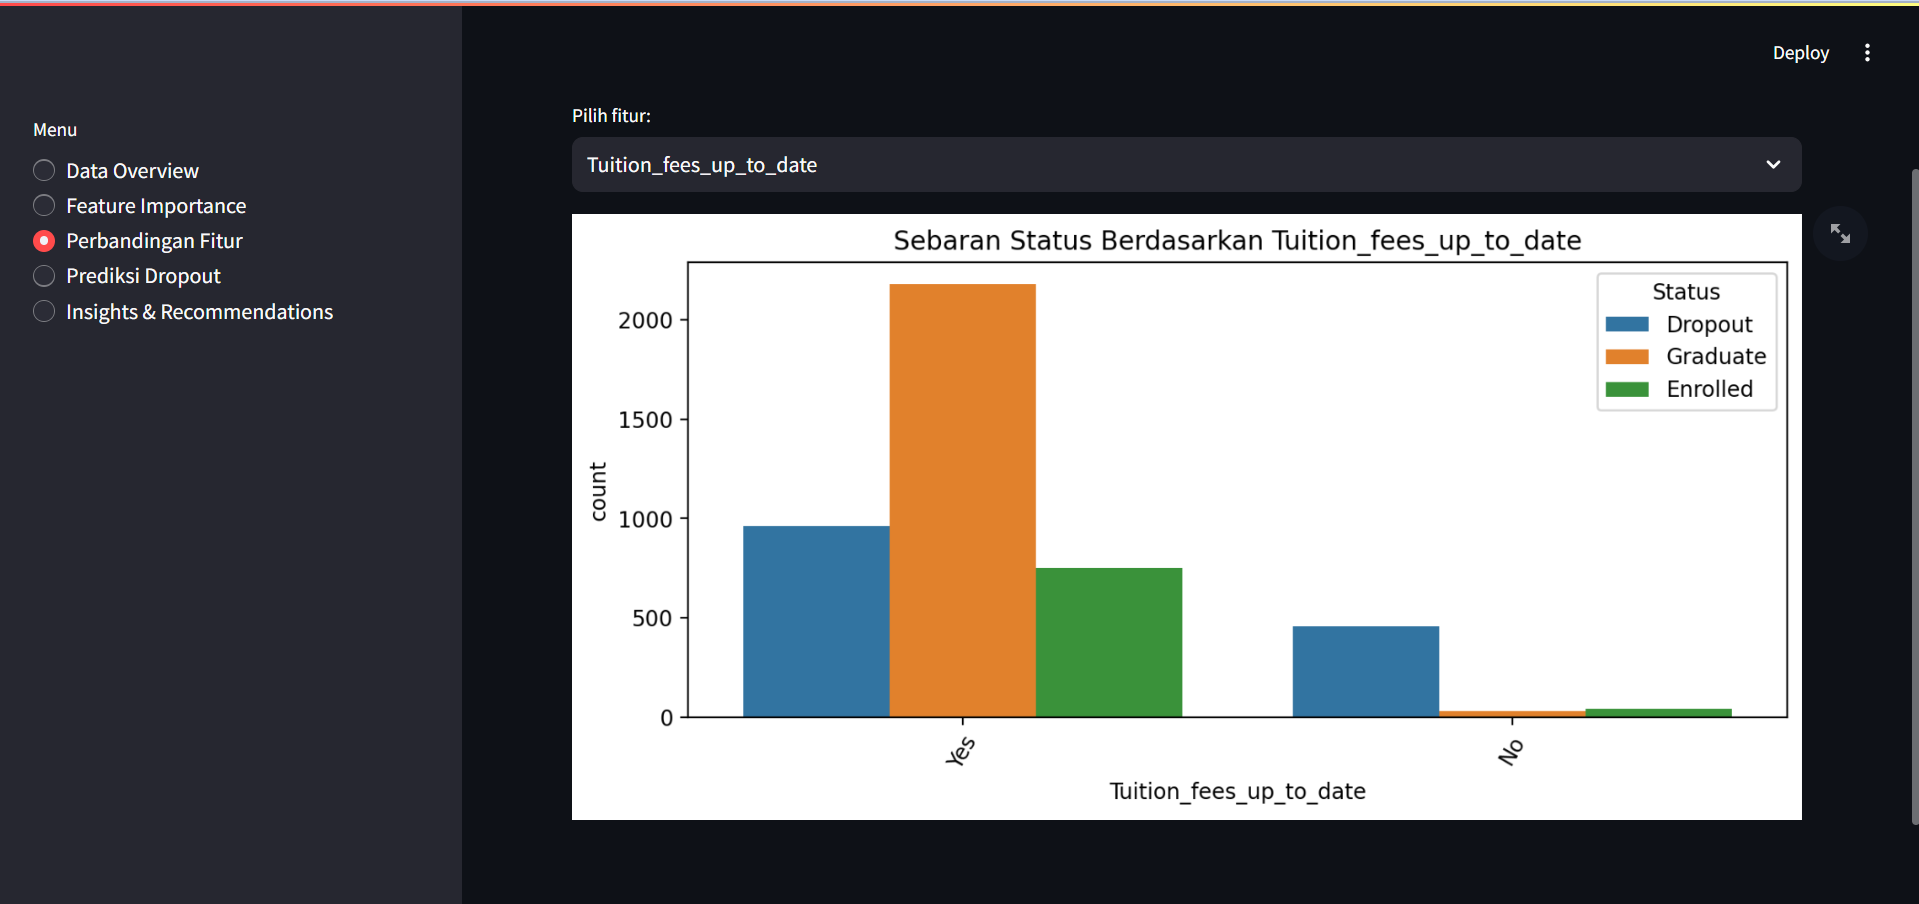 Deploy
Menu
Data Overview
Feature Importance
Perbandingan Fitur
Prediksi Dropout
Insights & Recommendations
Pilih fitur:
Tuition_fees_up_to_date
Sebaran Status Berdasarkan Tuition_fees_up_to_date
Status
Dropout
Graduate
Enrolled
count
2000
1500
1000
500
0
Yes
No
Tuition_fees_up_to_date